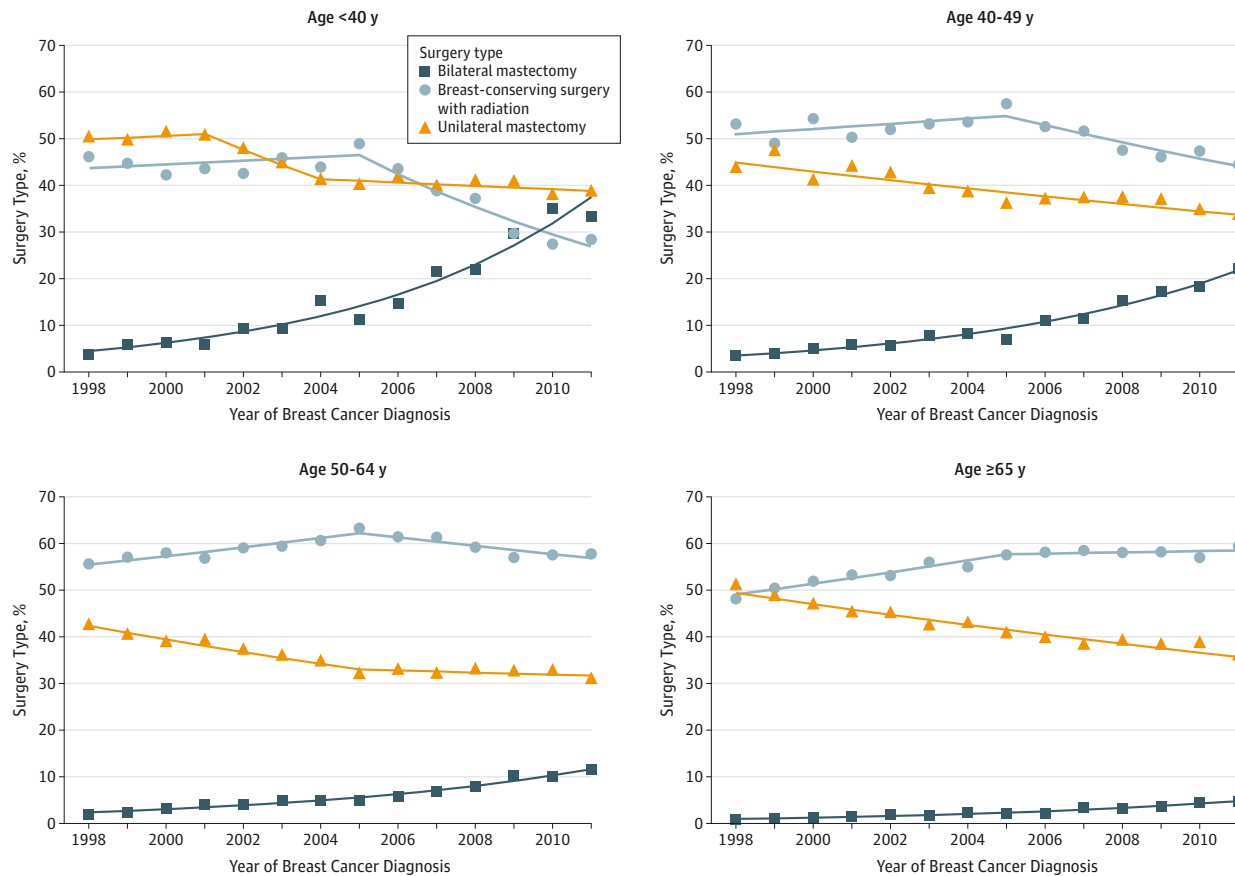 Age <40 y
70
60
50
40
30
20
10
0
Surgery Type, %
Surgery type
Bilateral mastectomy
Breast-conserving surgery
with radiation
Unilateral mastectomy
1998 2000 2002 2004 2006 2008 2010
Year of Breast Cancer Diagnosis
Age 40-49 y
70
60
50
40
30
20
10
0
Surgery Type, %
1998 2000 2002 2004 2006 2008 2010
Year of Breast Cancer Diagnosis
Age 50-64 y
70
60
50
40
30
20
10
0
Surgery Type, %
1998 2000 2002 2004 2006 2008 2010
Year of Breast Cancer Diagnosis
Age ≥65 y
70
60
50
40
30
20
10
0
Surgery Type, %
1998 2000 2002 2004 2006 2008 2010
Year of Breast Cancer Diagnosis